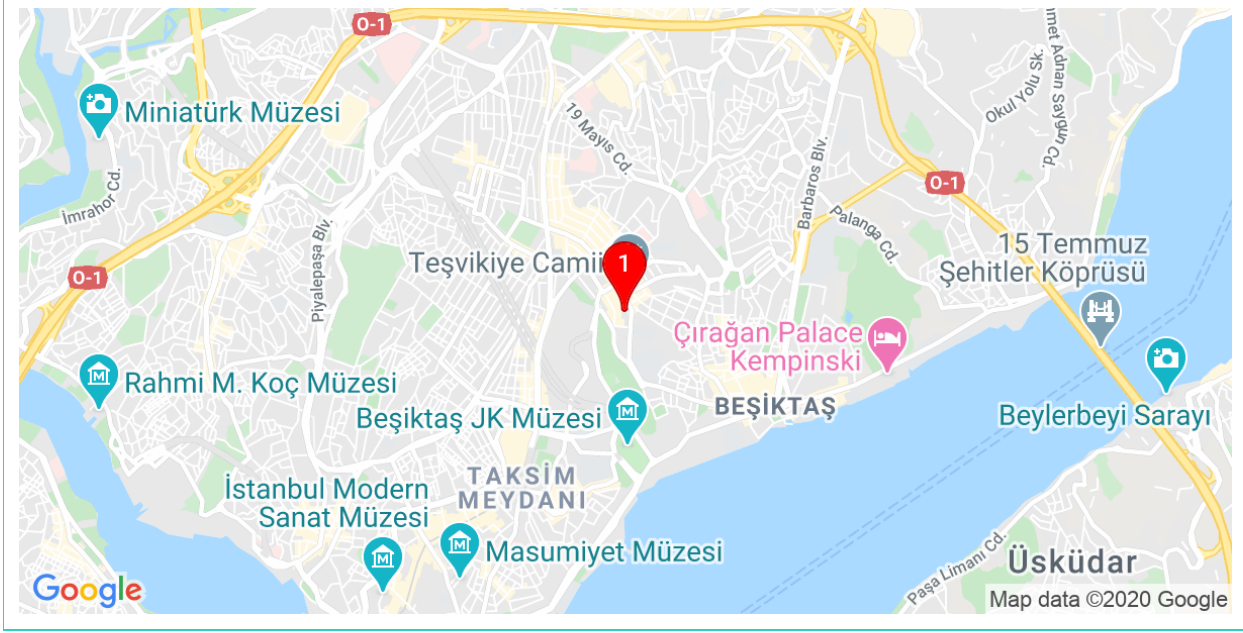 O-1
Miniatürk Müzesi
19 Mayıs Cd.
Okul Yolu Sk.
Adnan Saygun Cd.
İmrahor Cd.
O-1
Barbaros Blv.
Palanga Cd.
Piyalepaşa Blv.
15 Temmuz
Şehitler Köprüsü
Teşvikiye Camii
1
O-1
Çırağan Palace
Kempinski
Rahmi M. Koç Müzesi
BEŞİKTAŞ
Beşiktaş JK Müzesi
Beylerbeyi Sarayı
TAKSİM
MEYDANI
İstanbul Modern
Sanat Müzesi
Masumiyet Müzesi
Paşa Limanı Cd.
Üsküdar
Google
Map data ©2020 Google